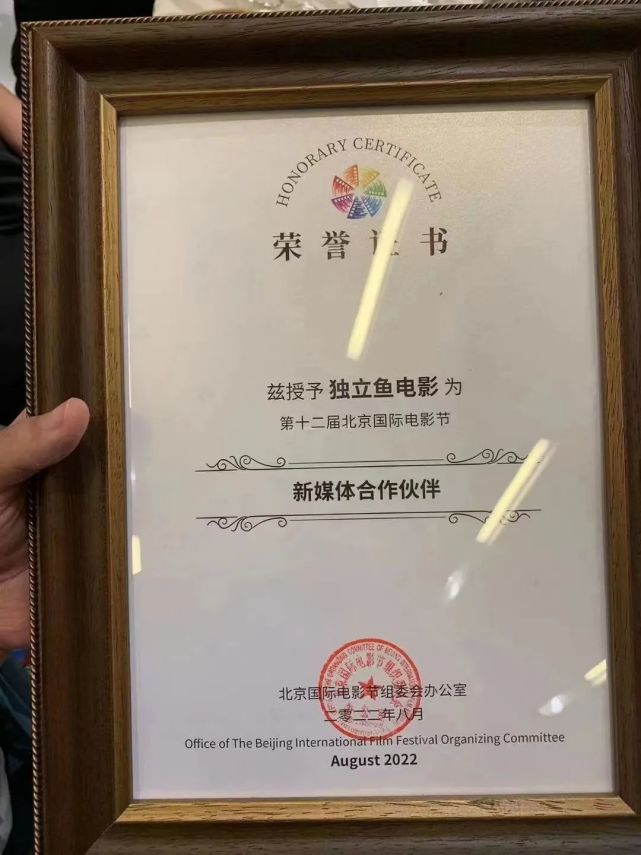 HONORARY CERTIFICATE
荣誉证书
兹授予 独立鱼电影 为
第十二届北京国际电影节
新媒体合作伙伴
北京国际电影节组委会办公室
二零二二年八月
Office of The Beijing International Film Festival Organizing Committee
August 2022